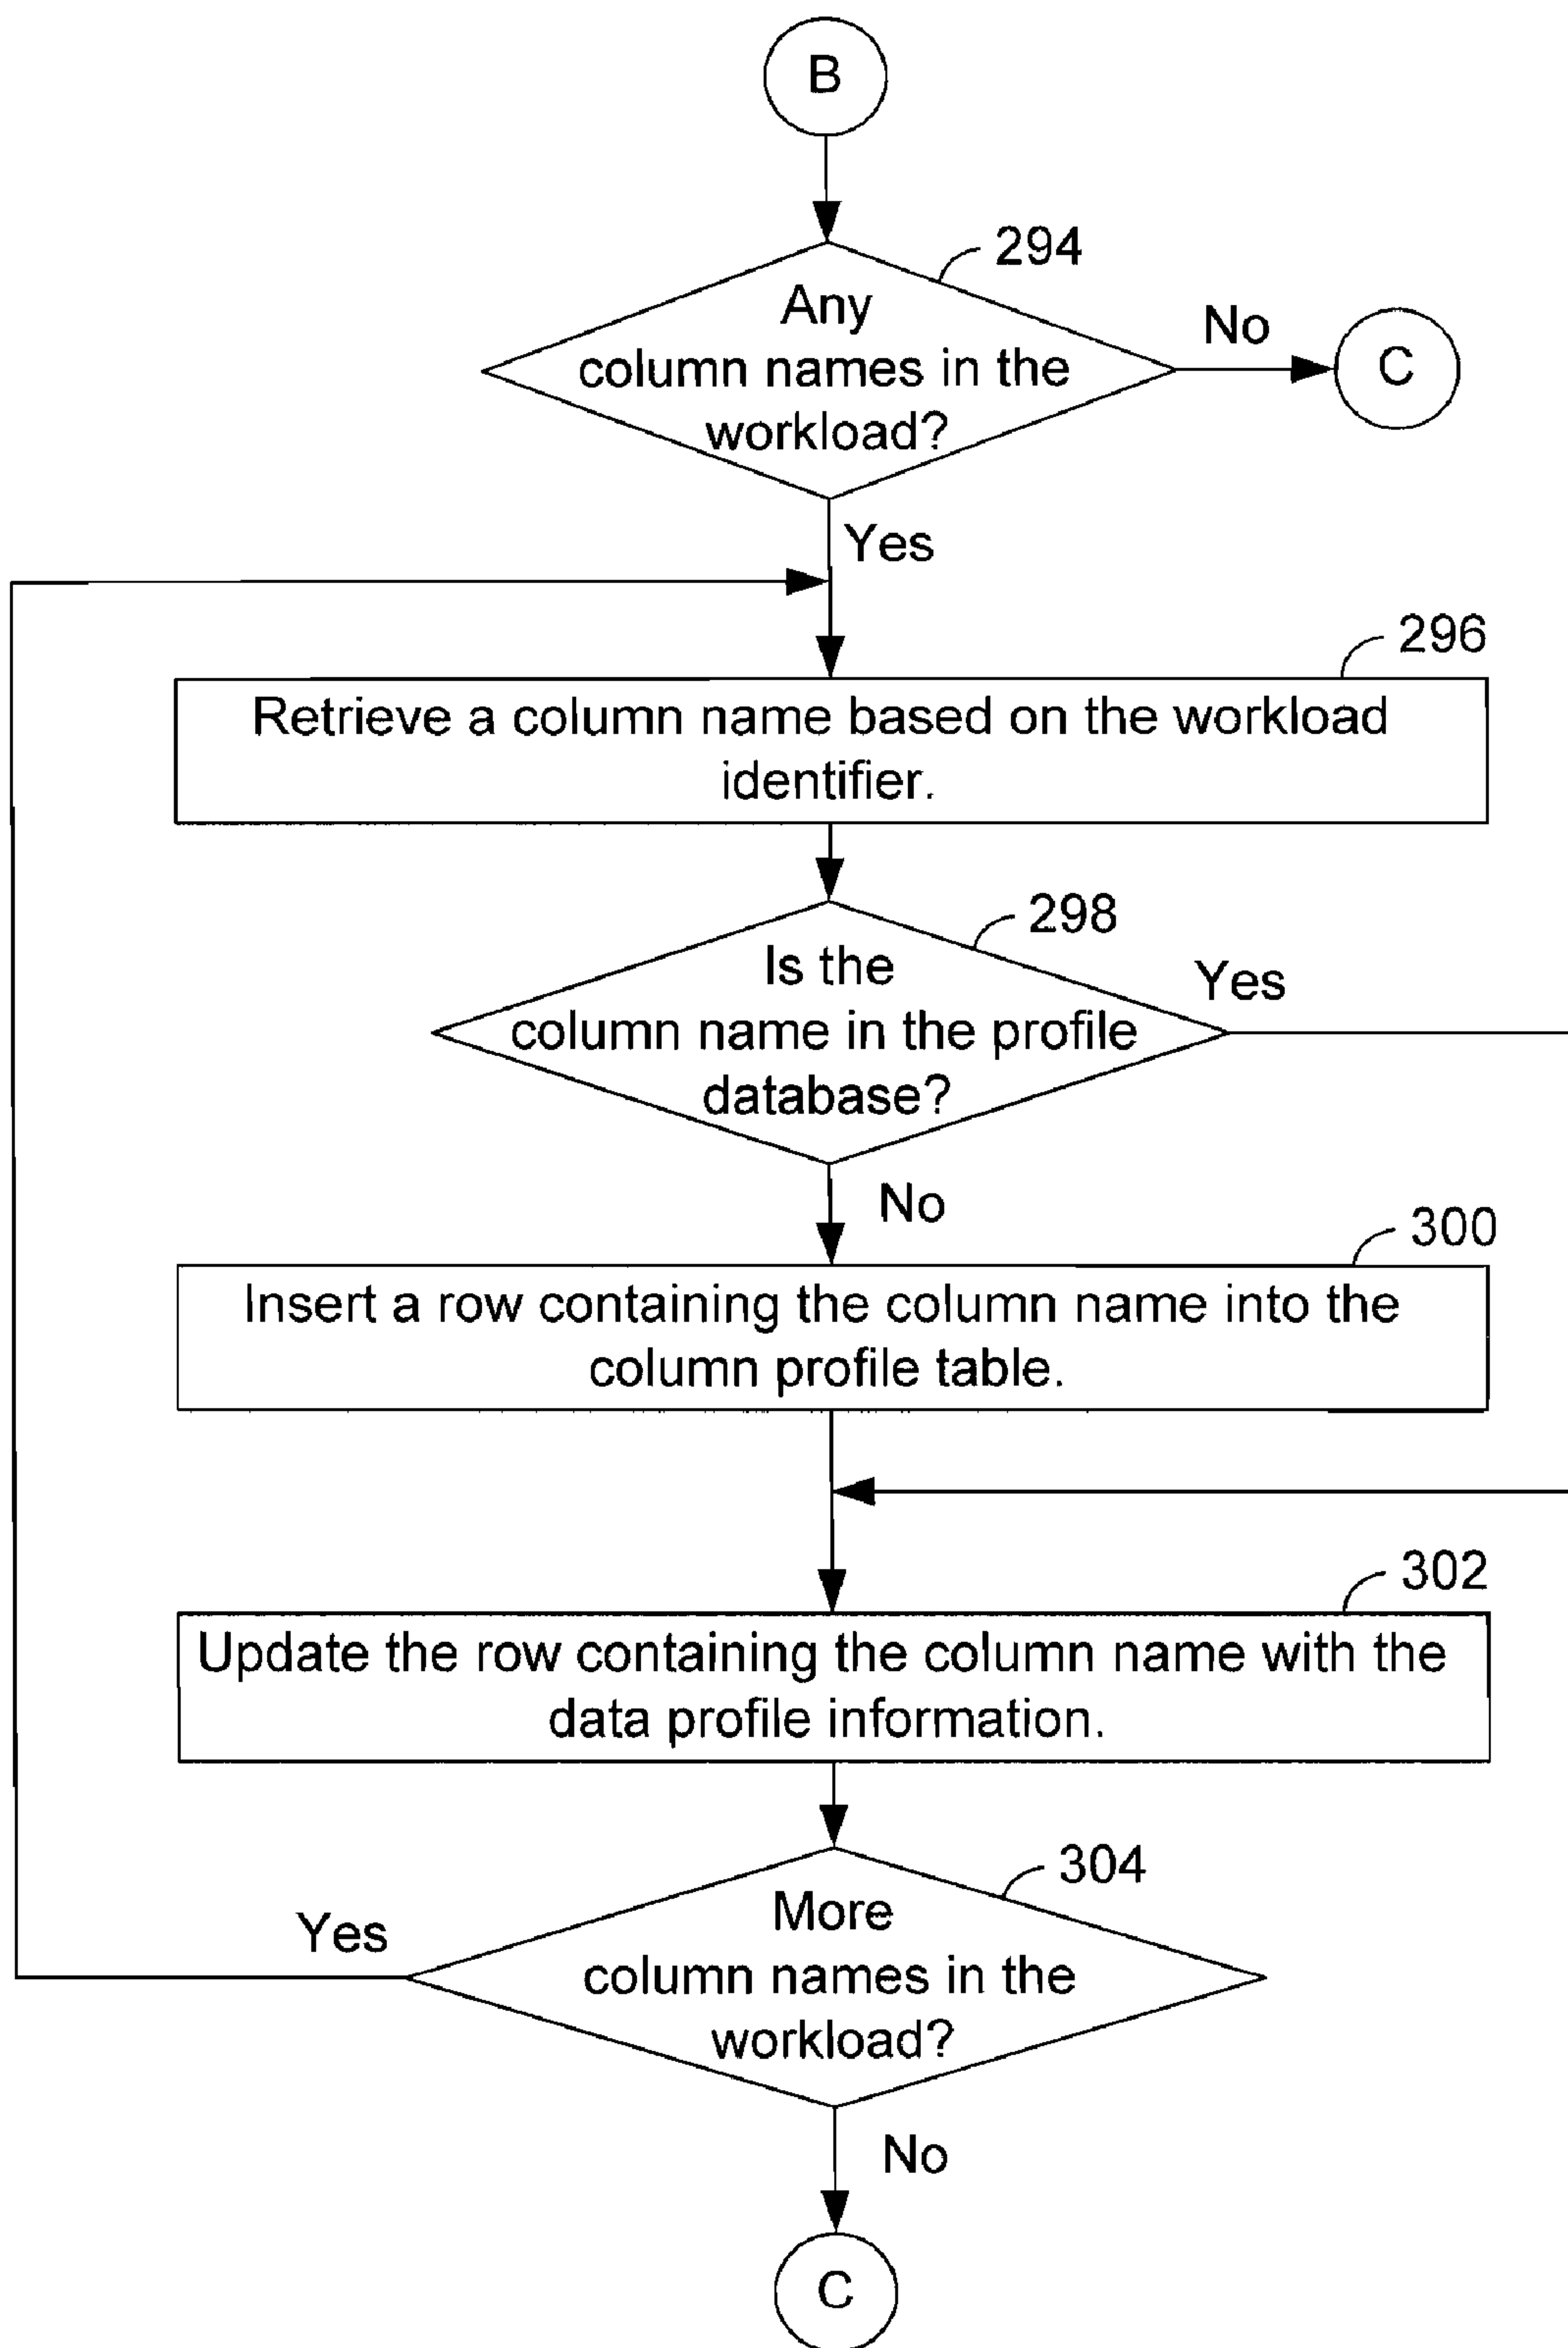 B
294
Any
column names in the
workload?
No
C
Yes
296
Retrieve a column name based on the workload
identifier.
298
Is the
column name in the profile
database?
Yes
No
300
Insert a row containing the column name into the
column profile table.
302
Update the row containing the column name with the
data profile information.
304
More
column names in the
workload?
Yes
No
C